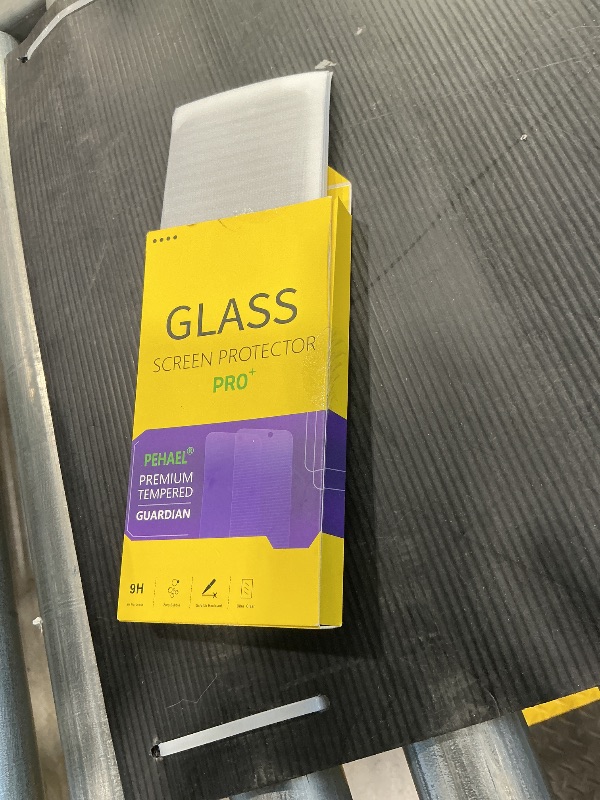 GLASS
SCREEN PROTECTOR
PRO+
PEHAEL®
PREMIUM
TEMPERED
GUARDIAN
9H